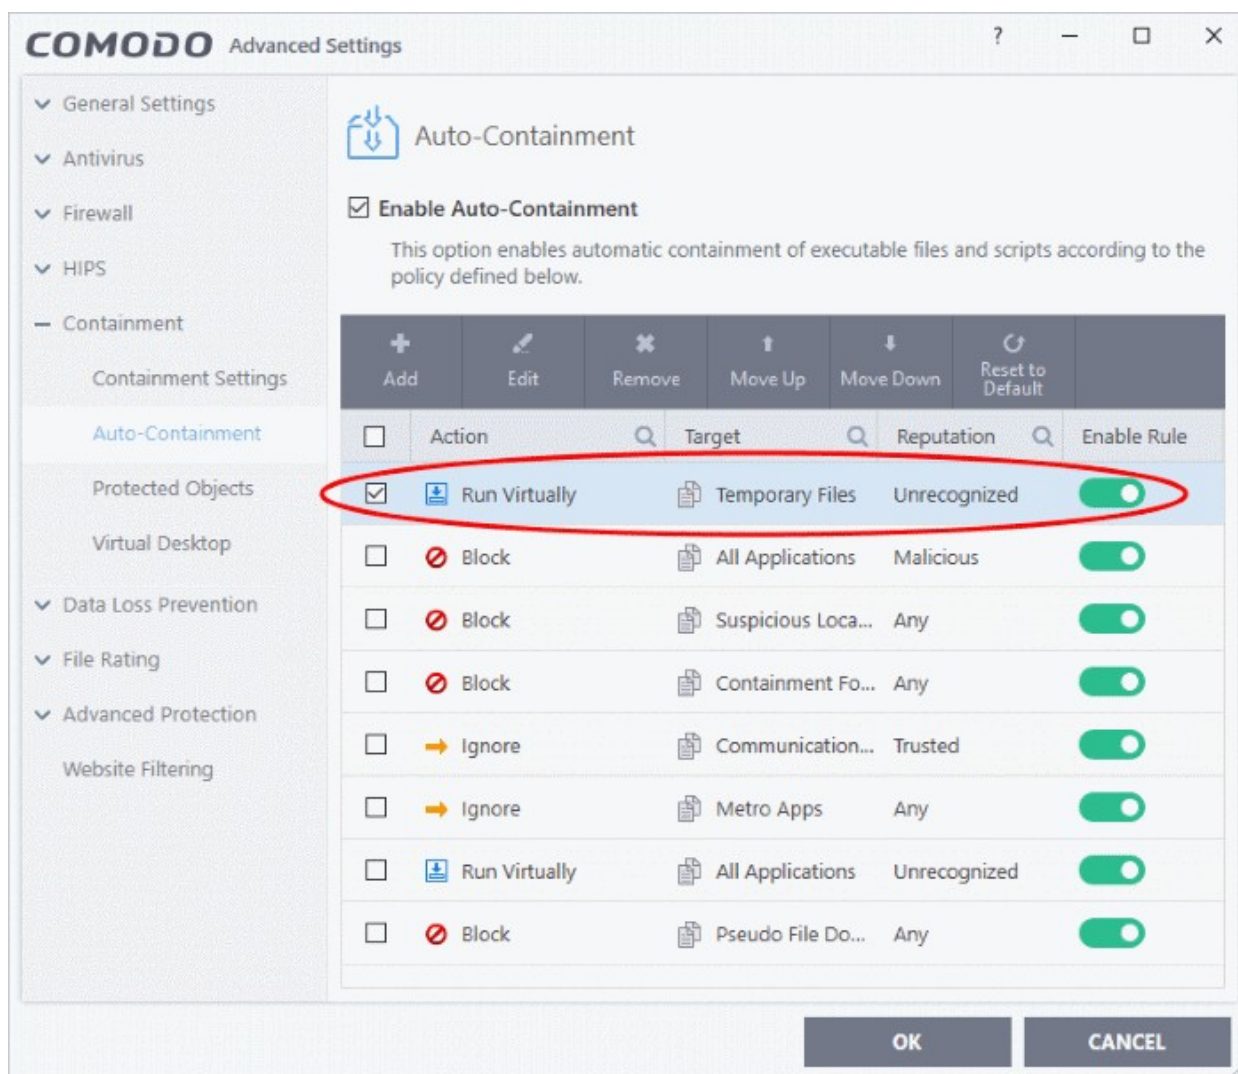 COMODO Advanced Settings ?
General Settings
Antivirus
Firewall
HIPS
Containment
Containment Settings
Auto-Containment
Protected Objects
Virtual Desktop
Data Loss Prevention
File Rating
Advanced Protection
Website Filtering
Auto-Containment
Enable Auto-Containment
This option enables automatic containment of executable files and scripts according to the
policy defined below.
Add Edit Remove Move Up Move Down Reset to
Default
Action Target Reputation Enable Rule
Run Virtually Temporary Files Unrecognized
Block All Applications Malicious
Block Suspicious Loca... Any
Block Containment Fo... Any
Ignore Communication... Trusted
Ignore Metro Apps Any
Run Virtually All Applications Unrecognized
Block Pseudo File Do... Any
OK CANCEL